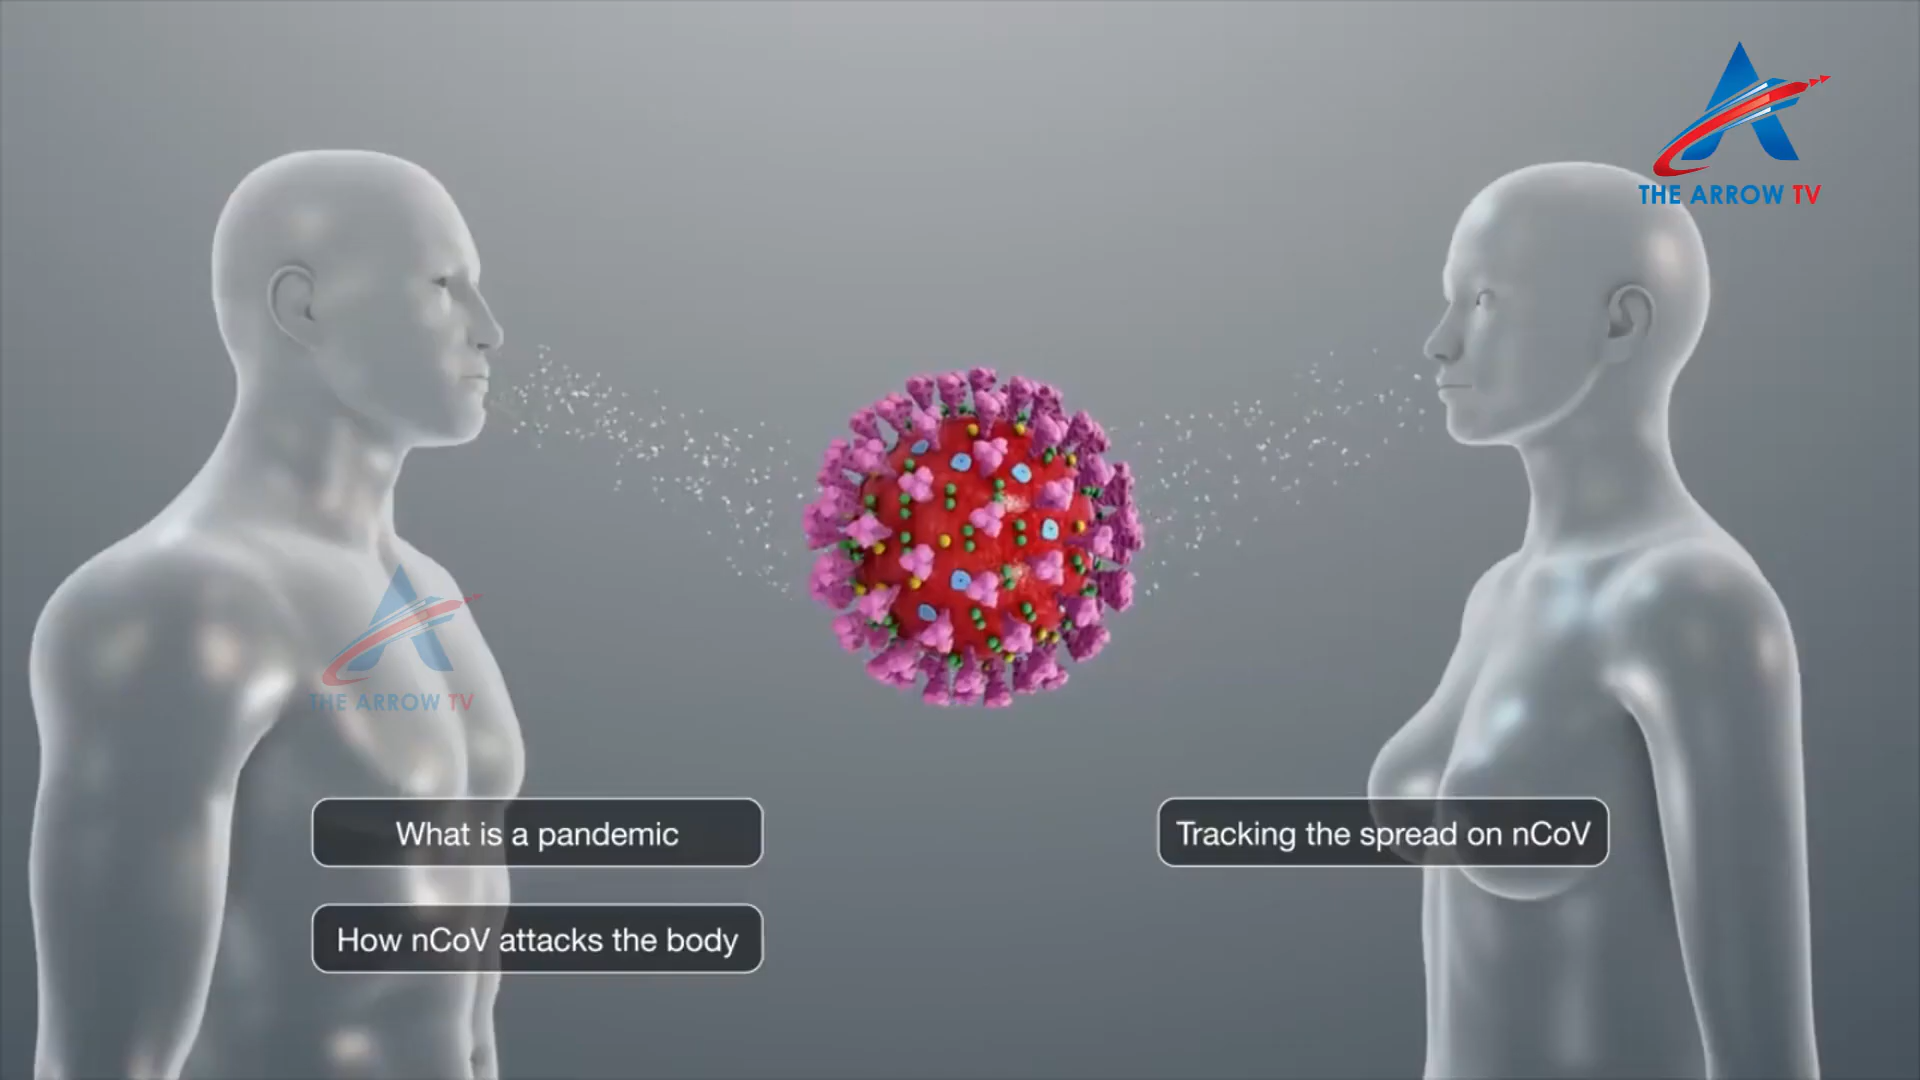 THE ARROW TV
THE ARROW TV
What is a pandemic
Tracking the spread on nCoV
How nCoV attacks the body